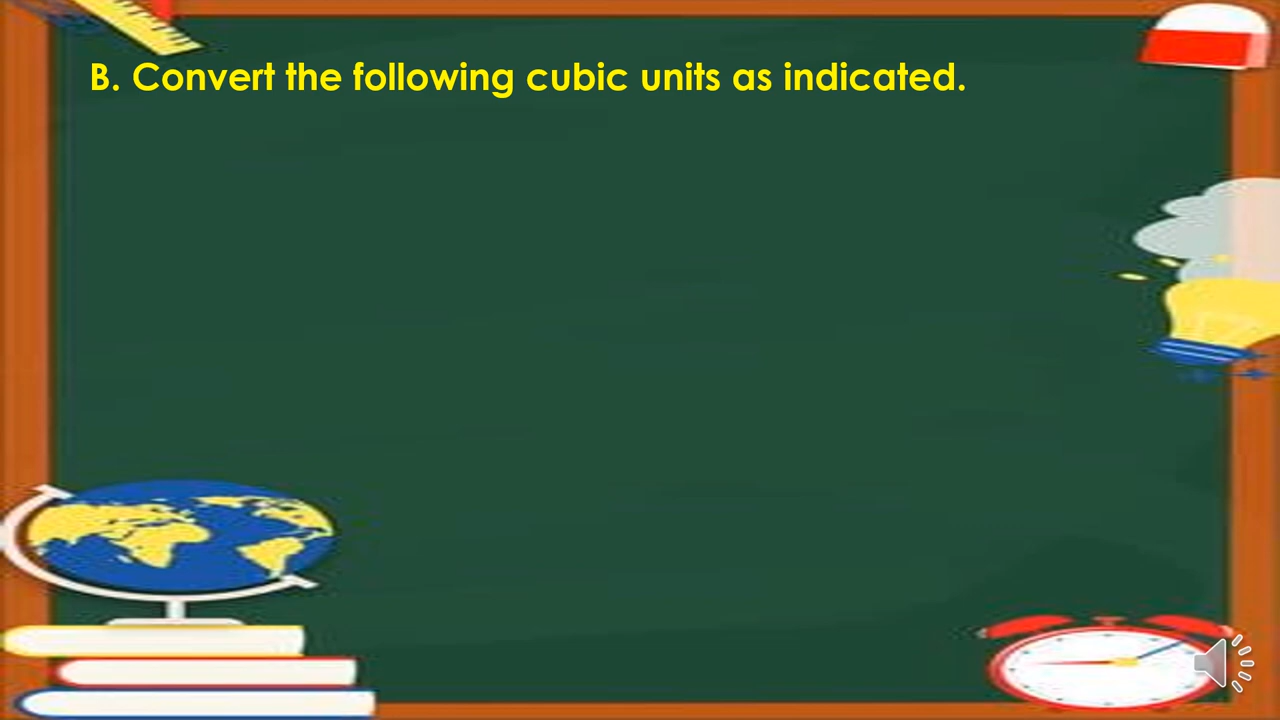 B. Convert the following cubic units as indicated.